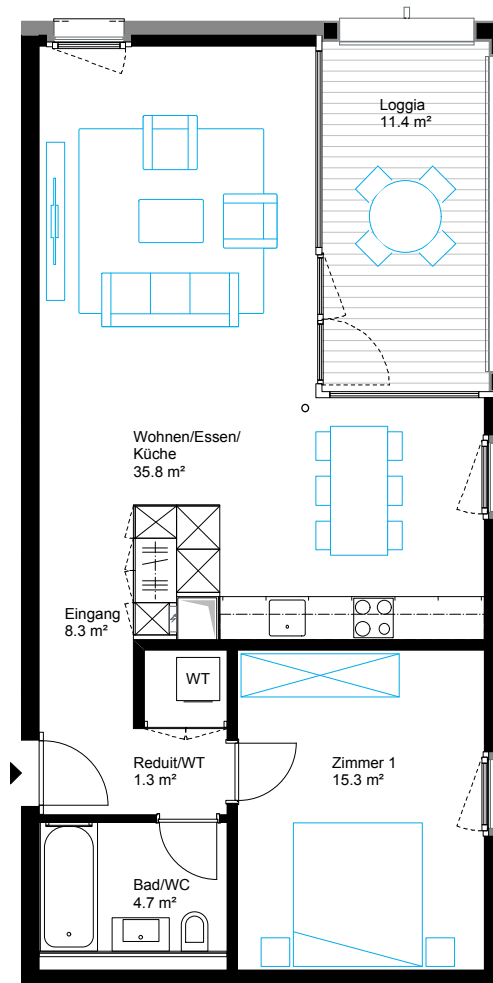 Loggia
11.4 m²
Wohnen/Essen/
Küche
35.8 m²
Eingang
8.3 m²
WT
Reduit/WT
1.3 m²
Zimmer 1
15.3 m²
Bad/WC
4.7 m²